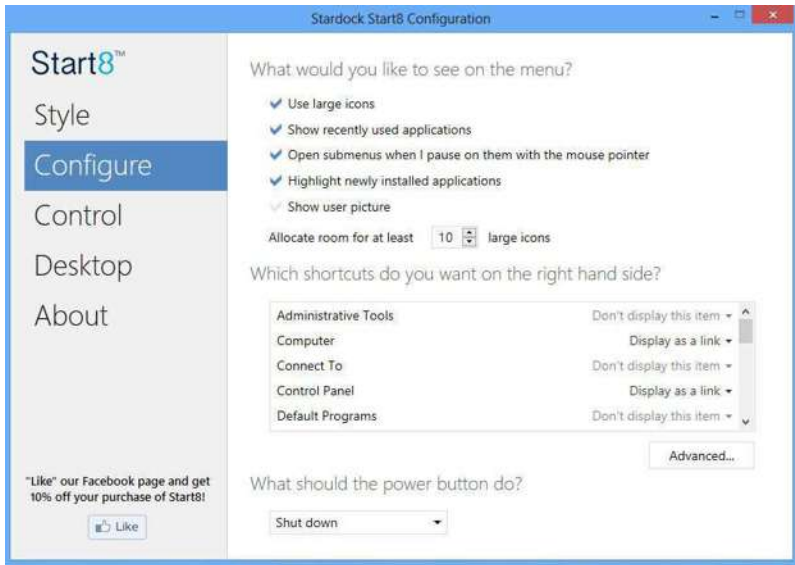 Stardock Start8 Configuration
Start8™
Style
Configure
Control
Desktop
About
"Like" our Facebook page and get
10% off your purchase of Start8!
Like
What would you like to see on the menu?
Use large icons
Show recently used applications
Open submenus when I pause on them with the mouse pointer
Highlight newly installed applications
Show user picture
Allocate room for at least 10 large icons
Which shortcuts do you want on the right hand side?
Administrative Tools Don't display this item
Computer Display as a link
Connect To Don't display this item
Control Panel Display as a link
Default Programs Don't display this item
Advanced...
What should the power button do?
Shut down